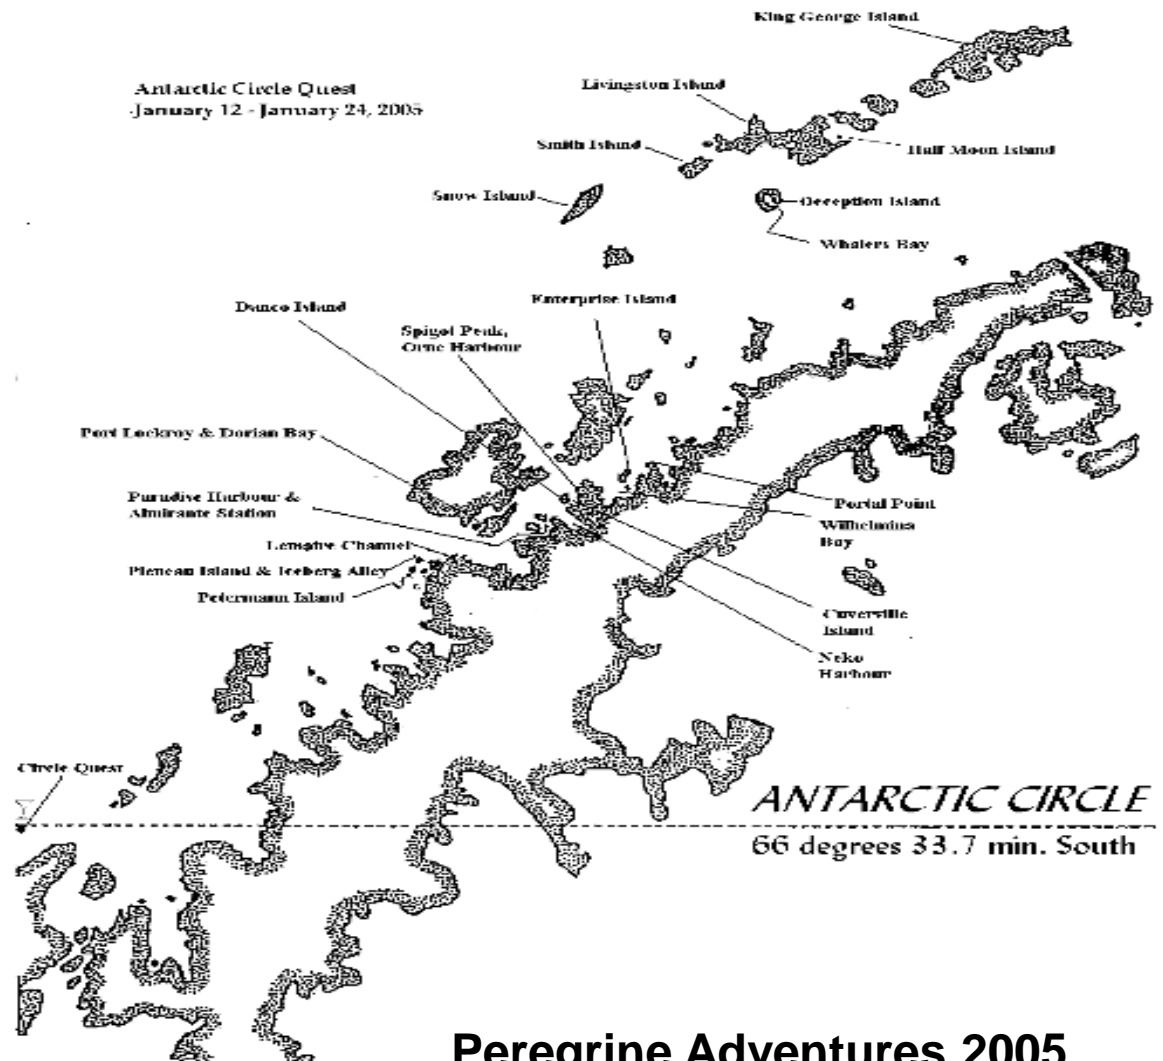 King George Island
Antarctic Circle Quest
January 12 - January 24, 2005
Livingston Island
Smith Island
Half Moon Island
Snow Island
Deception Island
Whalers Bay
Danco Island
Enterprise Island
Spigot Peak,
Orne Harbour
Port Lockroy & Dorian Bay
Paradise Harbour &
Almirante Station
Portal Point
Wilhelmina
Bay
Lemaire Channel
Pleneau Island & Iceberg Alley
Petermann Island
Cuverville
Island
Neko
Harbour
Circle Quest
ANTARCTIC CIRCLE
66 degrees 33.7 min. South
Peregrine Adventures 2005